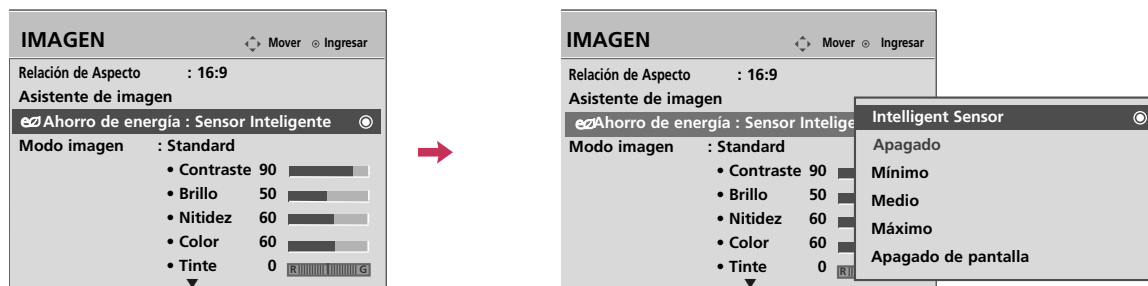 IMAGEN
Mover
Ingresar
Relación de Aspecto : 16:9
Asistente de imagen
Ahorro de energía : Sensor Inteligente
Modo imagen : Standard
• Contraste 90
• Brillo 50
• Nitidez 60
• Color 60
• Tinte 0
R G
IMAGEN
Mover
Ingresar
Relación de Aspecto : 16:9
Asistente de imagen
Ahorro de energía : Sensor Intelige
Modo imagen : Standard
• Contraste 90
• Brillo 50
• Nitidez 60
• Color 60
• Tinte 0
R
Intelligent Sensor
Apagado
Mínimo
Medio
Máximo
Apagado de pantalla